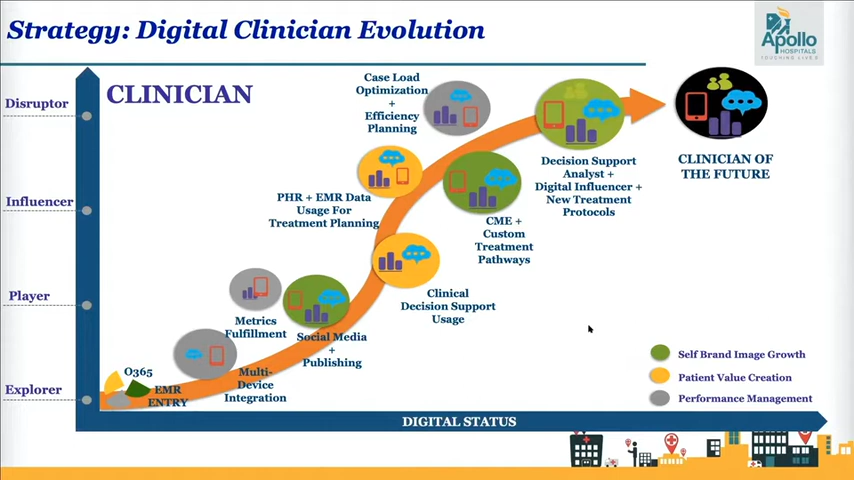 Strategy: Digital Clinician Evolution
Apollo
HOSPITALS
TOUCHING LIVES
CLINICIAN
Disruptor
Influencer
Player
Explorer
Case Load
Optimization
+
Efficiency
Planning
Decision Support
Analyst +
Digital Influencer +
New Treatment
Protocols
CLINICIAN OF
THE FUTURE
PHR + EMR Data
Usage For
Treatment Planning
CME +
Custom
Treatment
Pathways
Clinical
Decision Support
Usage
Metrics
Fulfillment
Social Media
+
Publishing
O365
EMR
ENTRY
Multi-
Device
Integration
Self Brand Image Growth
Patient Value Creation
Performance Management
DIGITAL STATUS